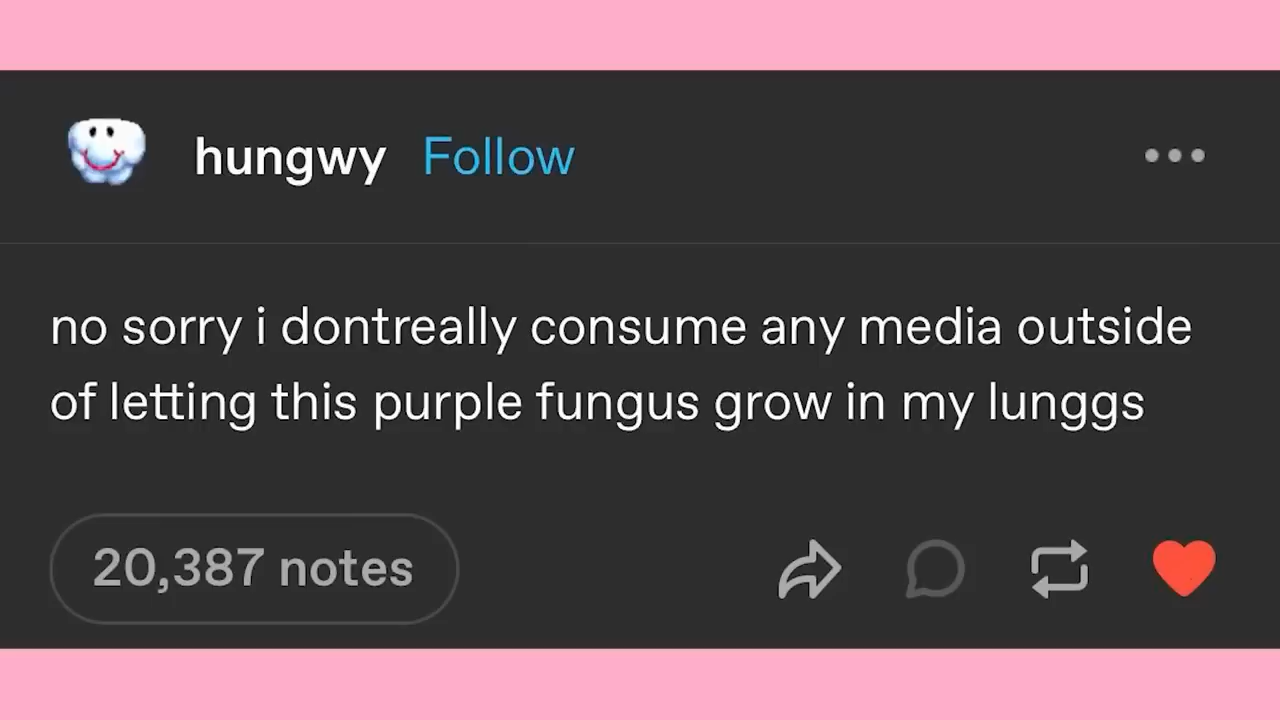 hungwy Follow
no sorry i dontreally consume any media outside
of letting this purple fungus grow in my lunggs
20,387 notes